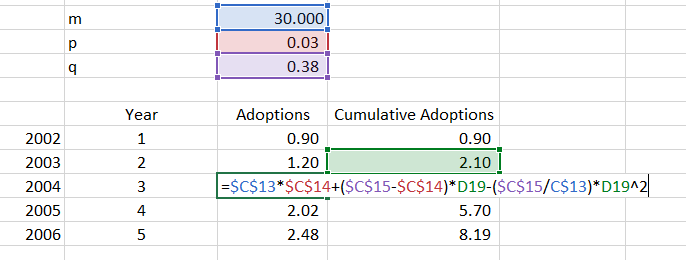 m 30.000
p 0.03
q 0.38
Year Adoptions Cumulative Adoptions
2002 1 0.90 0.90
2003 2 1.20 2.10
2004 3 =$C$13*$C$14+($C$15-$C$14)*D19-($C$15/C$13)*D19^2
2005 4 2.02 5.70
2006 5 2.48 8.19